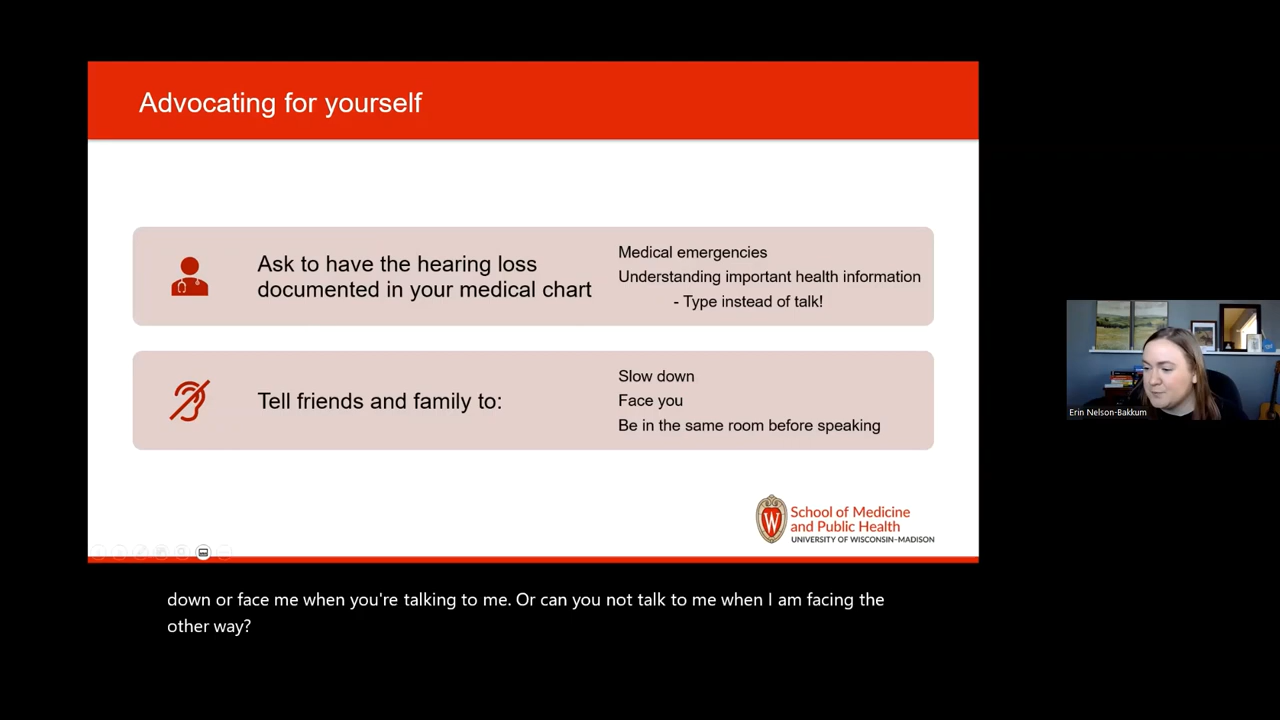 Advocating for yourself
Ask to have the hearing loss
documented in your medical chart
Medical emergencies
Understanding important health information
- Type instead of talk!
Tell friends and family to:
Slow down
Face you
Be in the same room before speaking
W
School of Medicine
and Public Health
UNIVERSITY OF WISCONSIN–MADISON
Erin Nelson-Bakkum
down or face me when you're talking to me. Or can you not talk to me when I am facing the
other way?